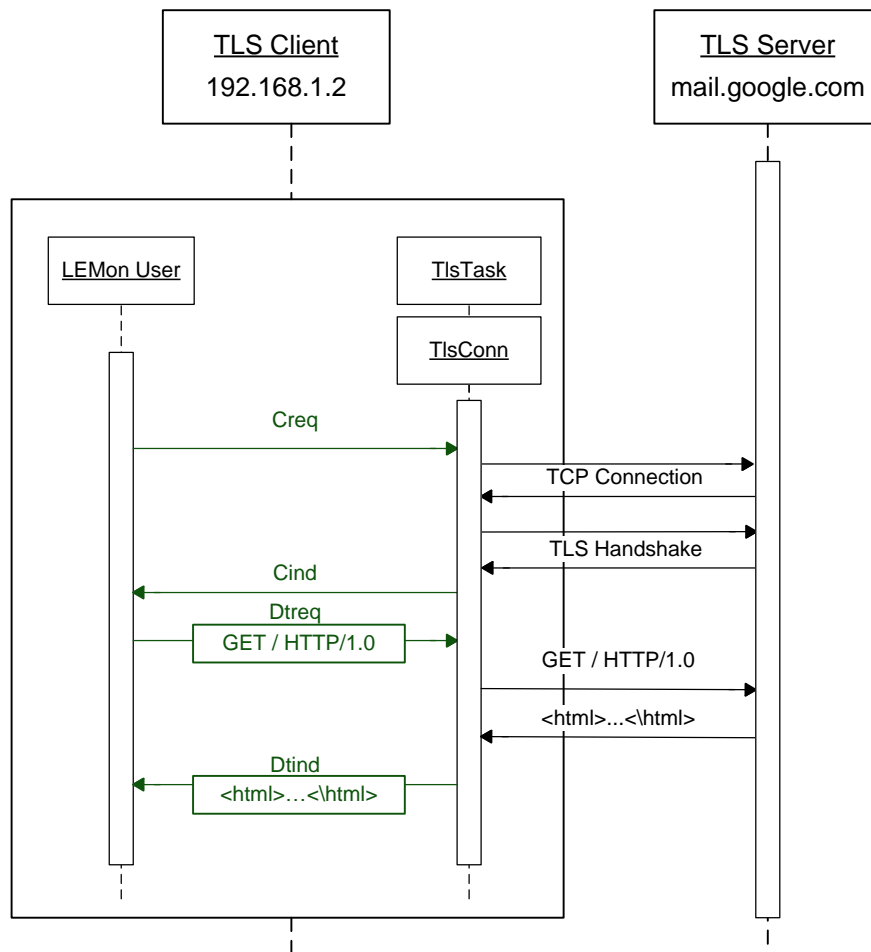 TLS Client
192.168.1.2
TLS Server
mail.google.com
LEMon User
TlsTask
TlsConn
Creq
TCP Connection
TLS Handshake
Cind
Dtreq
GET / HTTP/1.0
GET / HTTP/1.0
<html>...<\html>
Dtind
<html>…<\html>